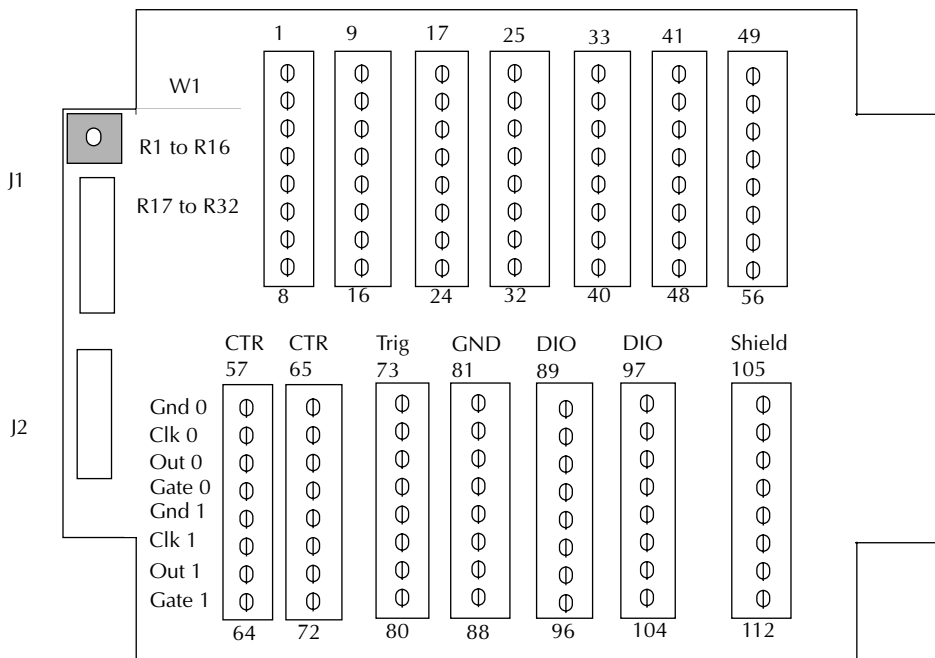 1 9 17 25 33 41 49
W1
R1 to R16
J1
R17 to R32
8 16 24 32 40 48 56
CTR CTR Trig GND DIO DIO Shield
57 65 73 81 89 97 105
Gnd 0
J2
Clk 0
Out 0
Gate 0
Gnd 1
Clk 1
Out 1
Gate 1
64 72 80 88 96 104 112